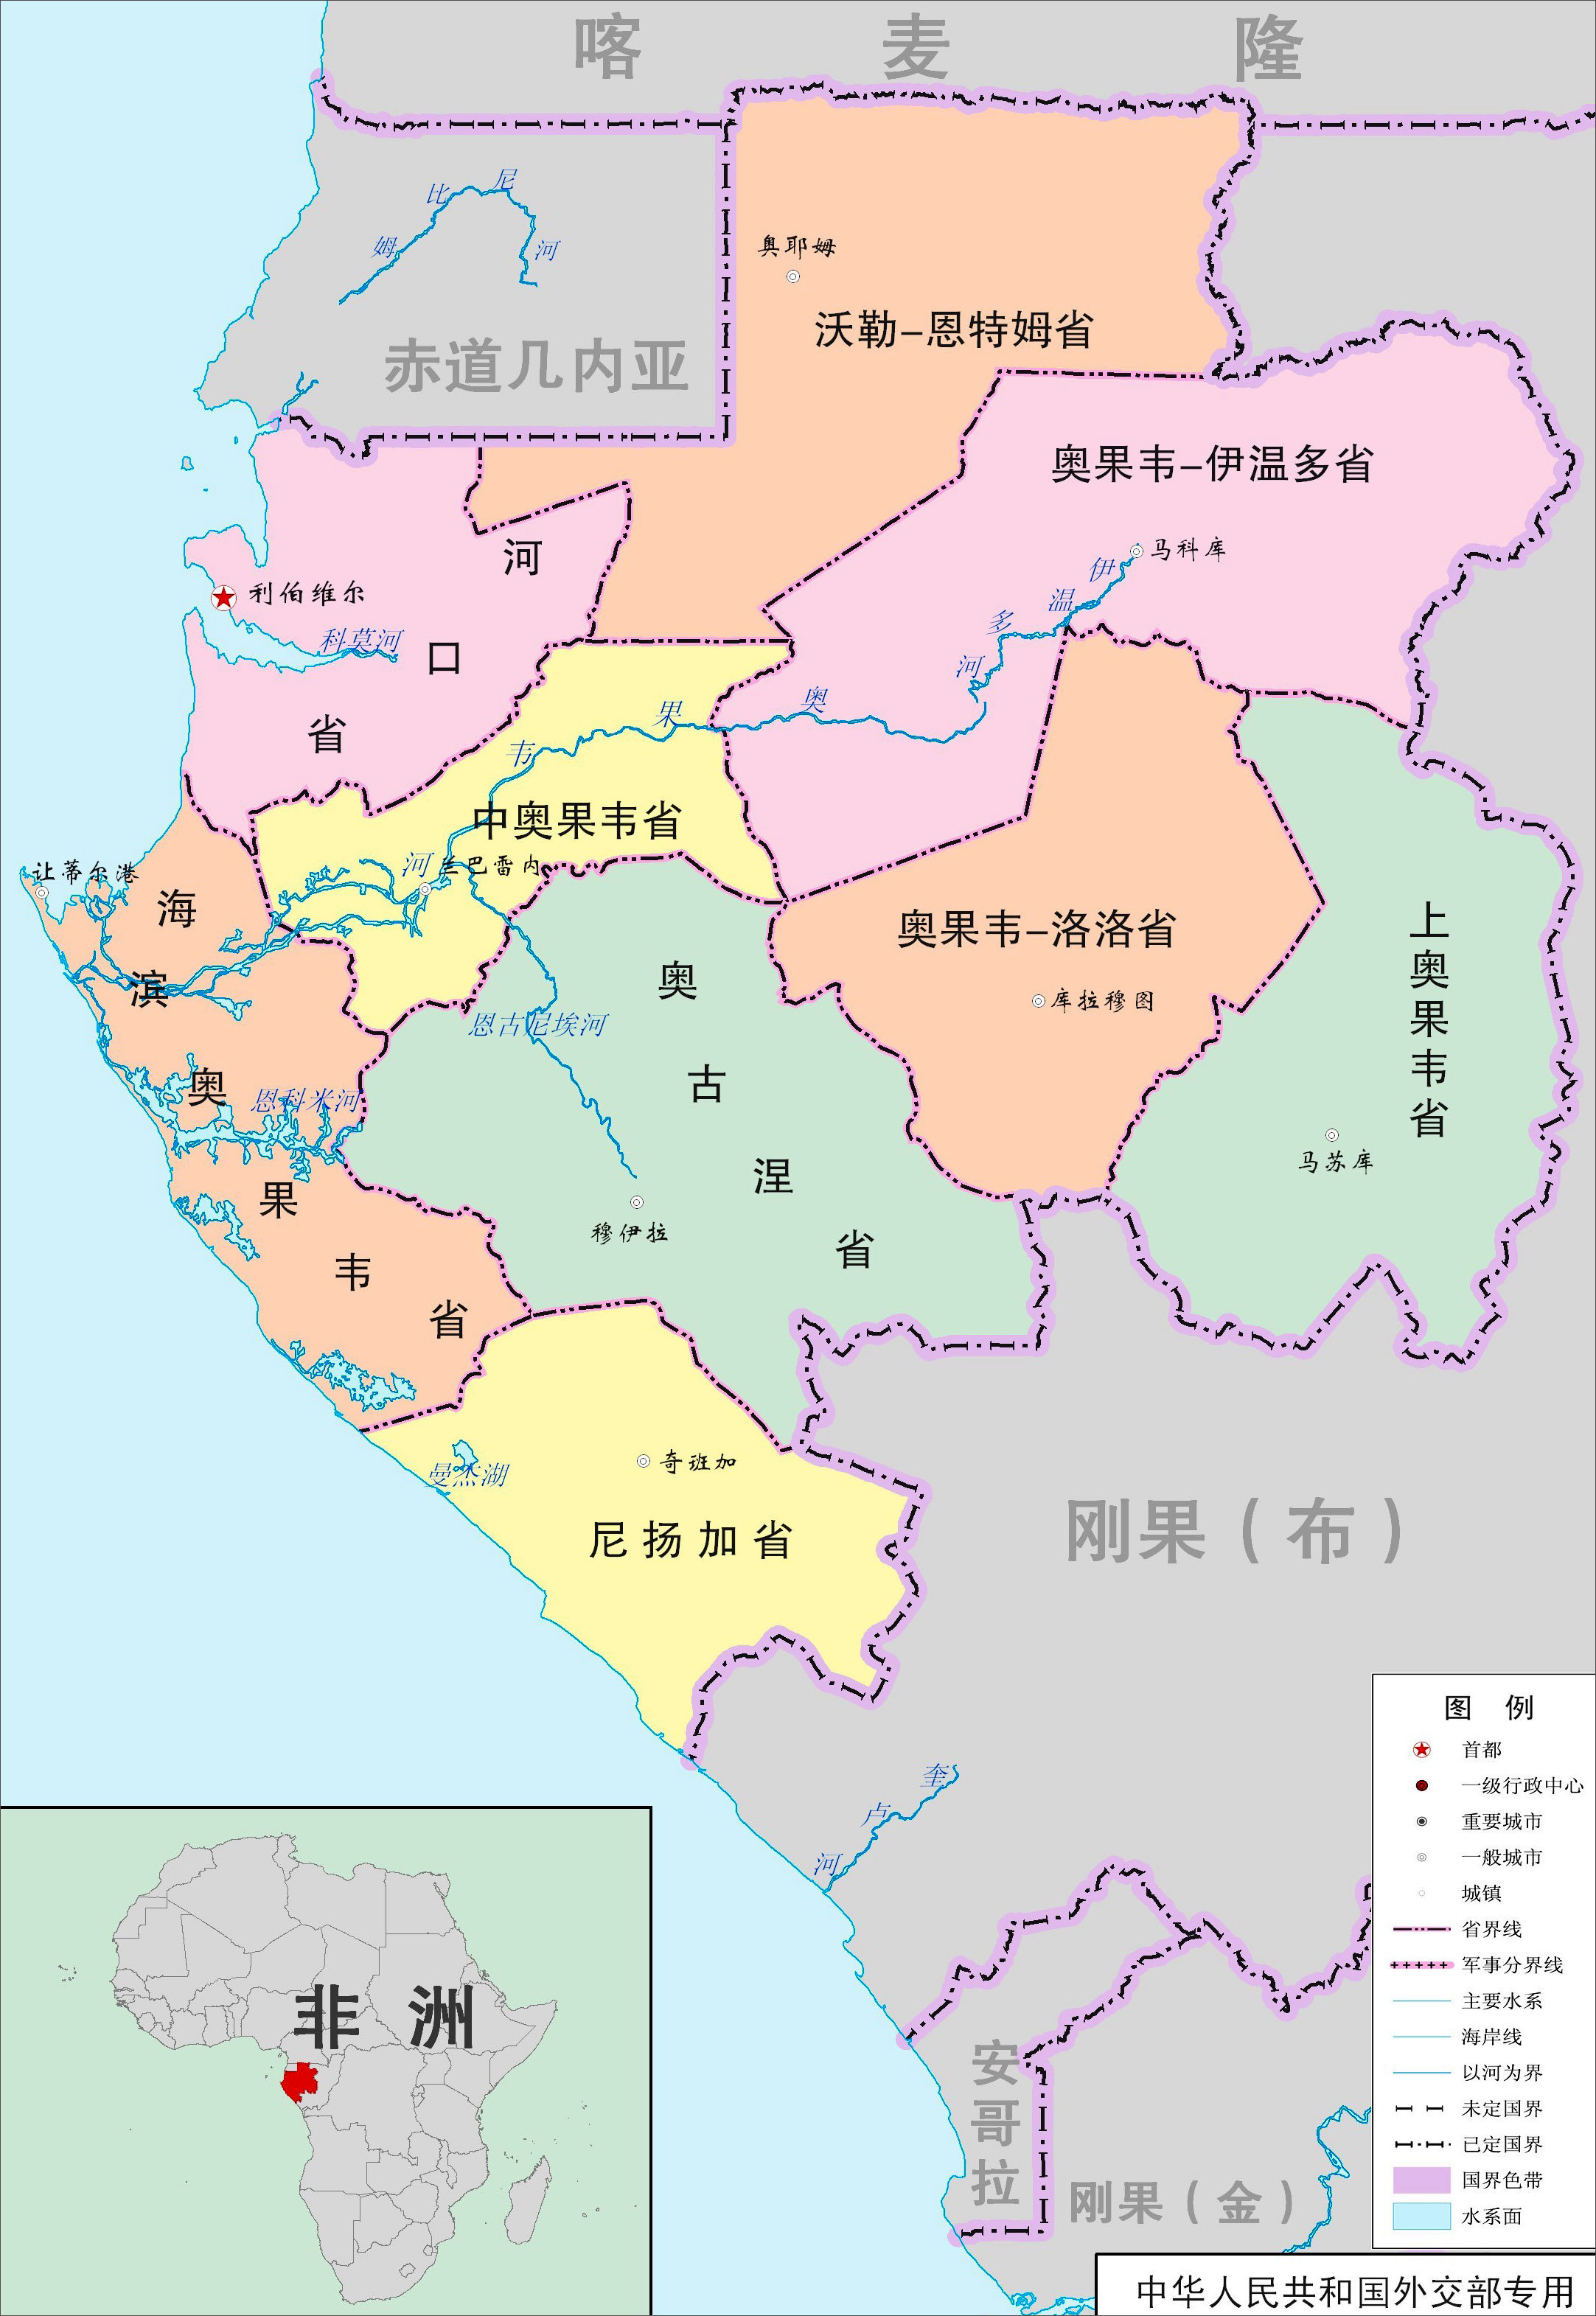 喀麦隆
姆比尼河
奥耶姆
沃勒–恩特姆省
赤道几内亚
奥果韦–伊温多省
马科库
伊温多河
河口省
利伯维尔
科莫河
奥果韦河
中奥果韦省
兰巴雷内
让蒂尔港
海滨奥果韦省
奥果韦–洛洛省
库拉穆图
上奥果韦省
马苏库
奥古涅省
恩古尼埃河
恩科米河
穆伊拉
曼杰湖
奇班加
尼扬加省
刚果（布）
奎卢河
安哥拉
刚果（金）
非洲
图例
首都
一级行政中心
重要城市
一般城市
城镇
省界线
军事分界线
主要水系
海岸线
以河为界
未定国界
已定国界
国界色带
水系面
中华人民共和国外交部专用